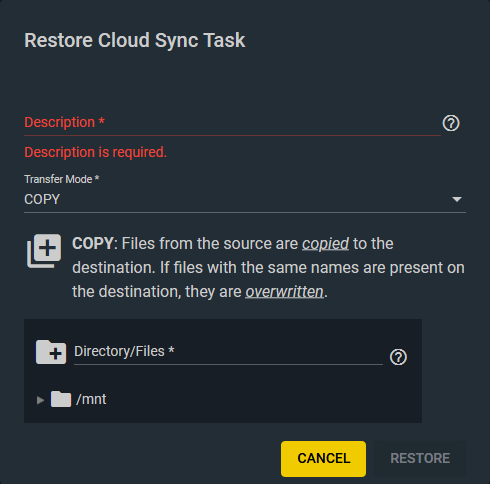 Restore Cloud Sync Task
Description *
Description is required.
Transfer Mode *
COPY
COPY: Files from the source are copied to the
destination. If files with the same names are present on
the destination, they are overwritten.
Directory/Files *
/mnt
CANCEL
RESTORE